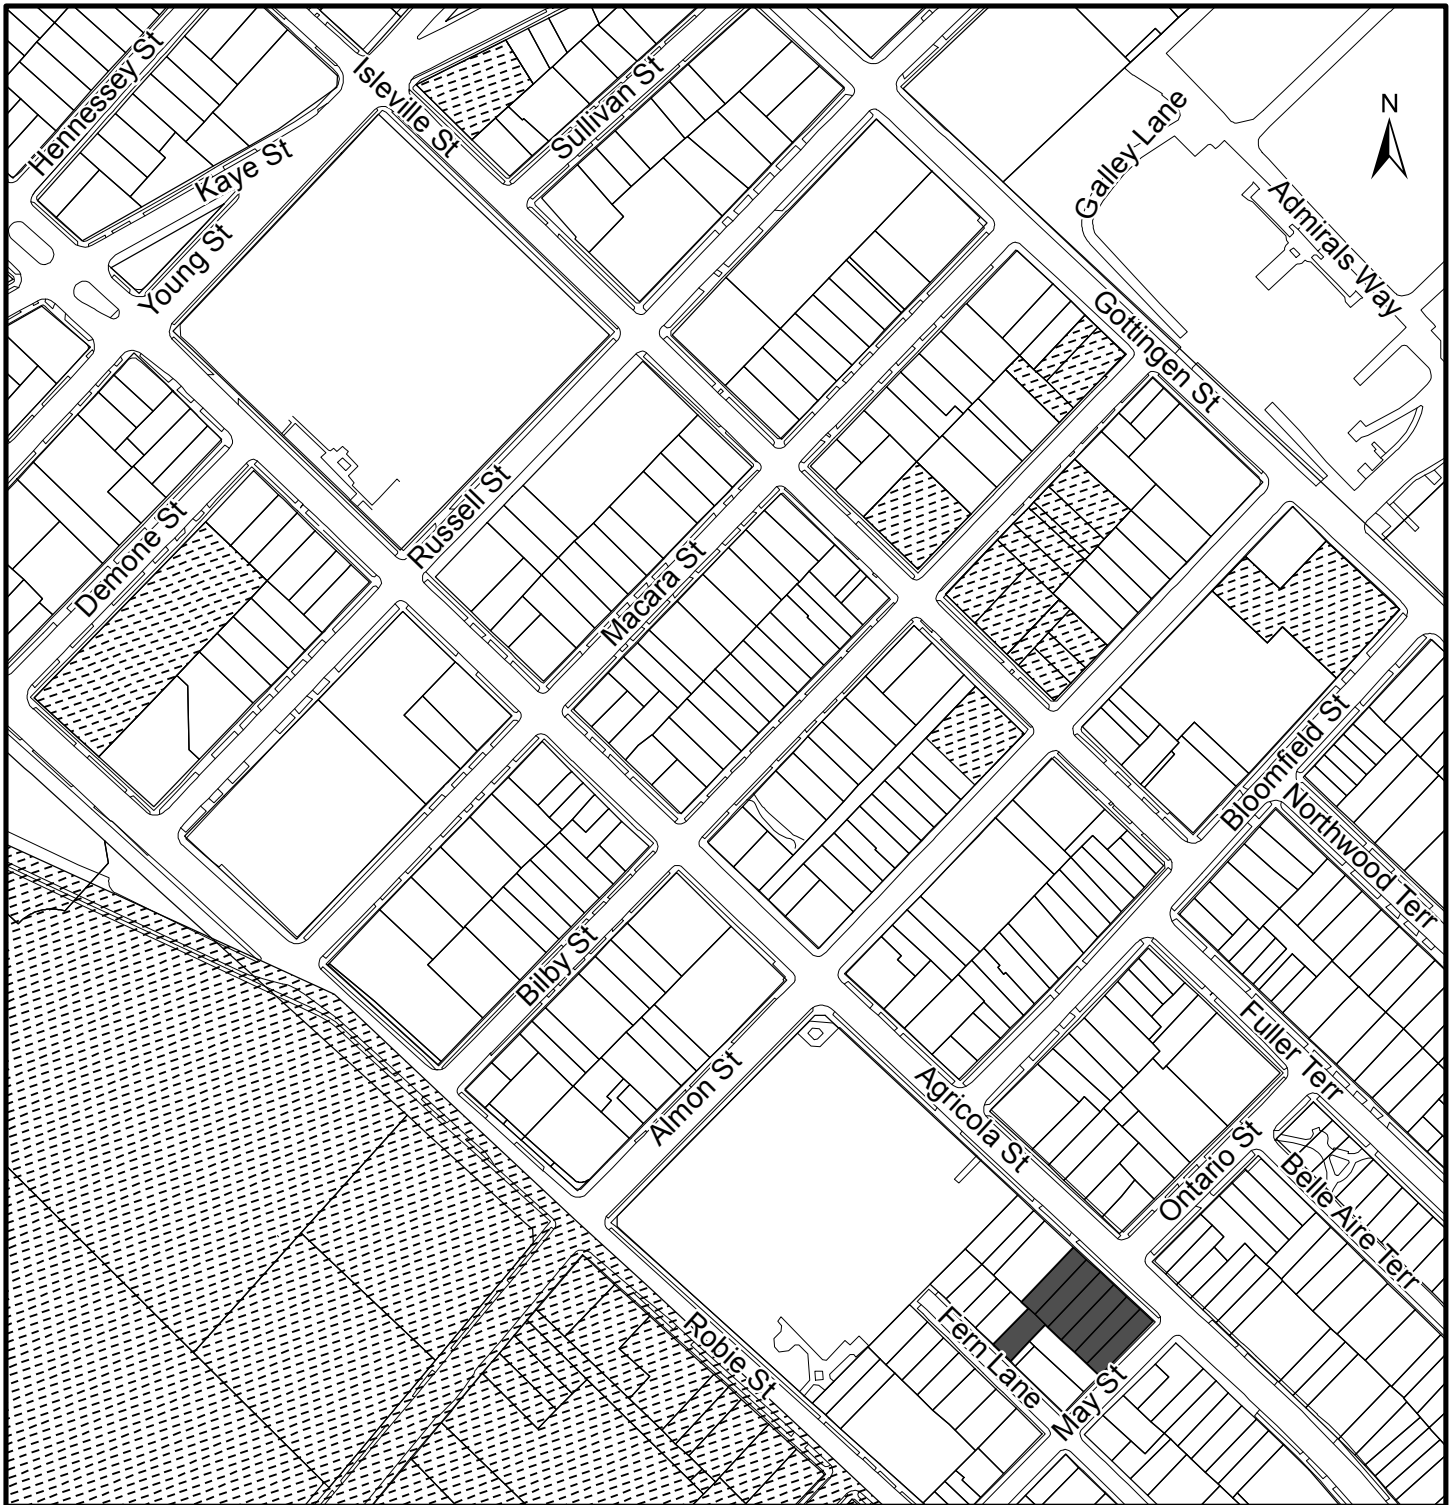 Hennessey St
Isleville St
Sullivan St
Kaye St
Young St
Galley Lane
N
Admirals Way
Gottingen St
Russell St
Demone St
Macara St
Bloomfield St
Northwood Terr
Bilby St
Almon St
Agricola St
Fuller Terr
Ontario St
Belle Aire Terr
Robie St
Fern Lane
May St